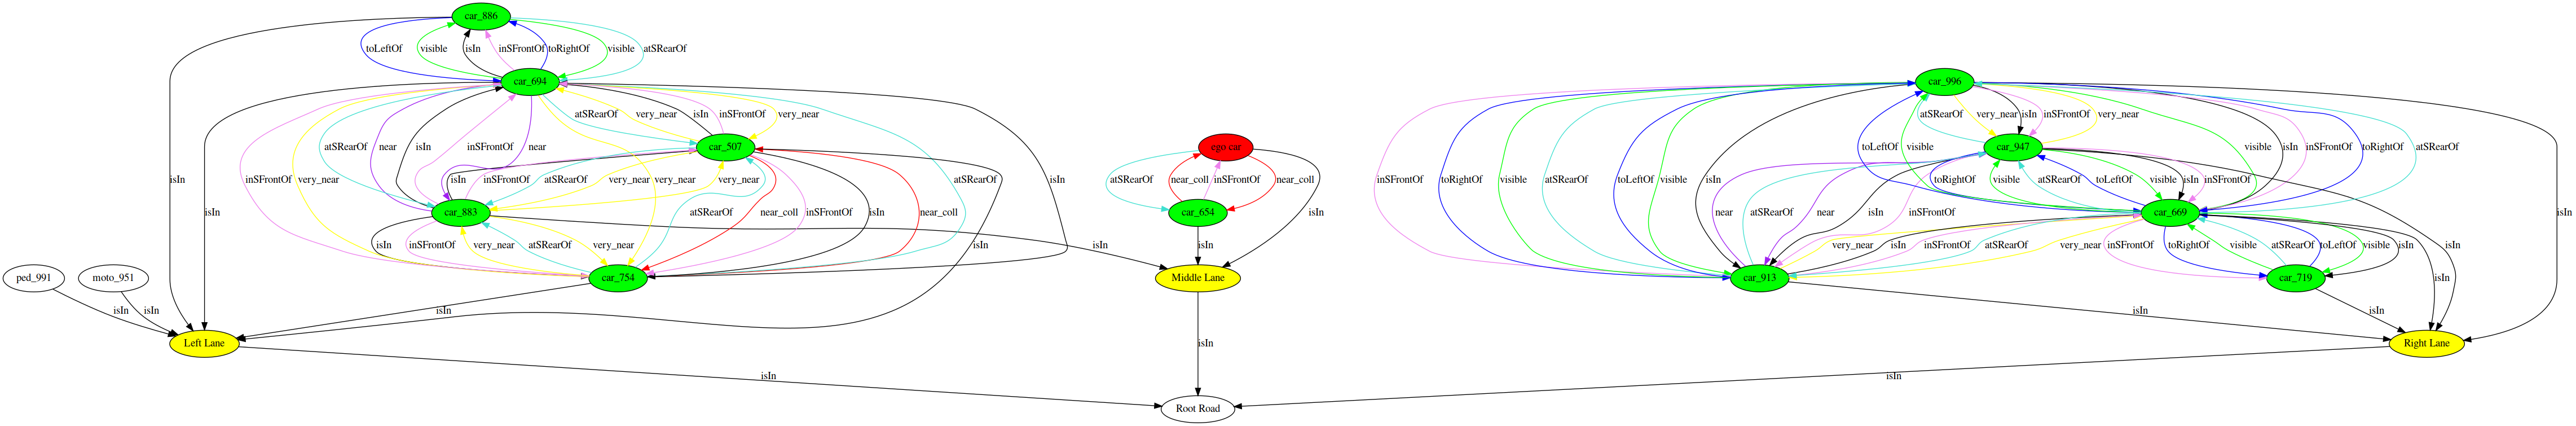 car_886
toLeftOf visible isIn inSFrontOf toRightOf visible atSRearOf
car_694 car_996
atSRearOf very_near isIn inSFrontOf very_near atSRearOf very_near isIn inSFrontOf very_near
atSRearOf near isIn inSFrontOf near car_507 ego car toLeftOf visible car_947 visible isIn inSFrontOf toRightOf atSRearOf
isIn inSFrontOf very_near isIn inSFrontOf atSRearOf very_near very_near very_near atSRearOf isIn atSRearOf near_coll inSFrontOf near_coll inSFrontOf toRightOf visible atSRearOf toLeftOf visible isIn near atSRearOf near isIn inSFrontOf toRightOf visible atSRearOf toLeftOf visible isIn inSFrontOf
isIn car_883 atSRearOf near_coll inSFrontOf isIn near_coll car_654 isIn car_669 isIn
isIn inSFrontOf very_near atSRearOf very_near isIn isIn isIn isIn very_near isIn inSFrontOf atSRearOf very_near inSFrontOf toRightOf visible atSRearOf toLeftOf visible isIn isIn
ped_991 moto_951 car_754 Middle Lane car_913 car_719 isIn
isIn isIn isIn isIn isIn
Left Lane isIn Right Lane
isIn isIn
Root Road